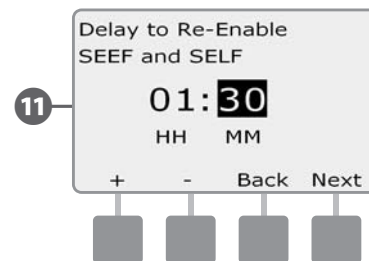 Delay to Re-Enable
SEEF and SELF
11
01:30
HH MM
+ - Back Next